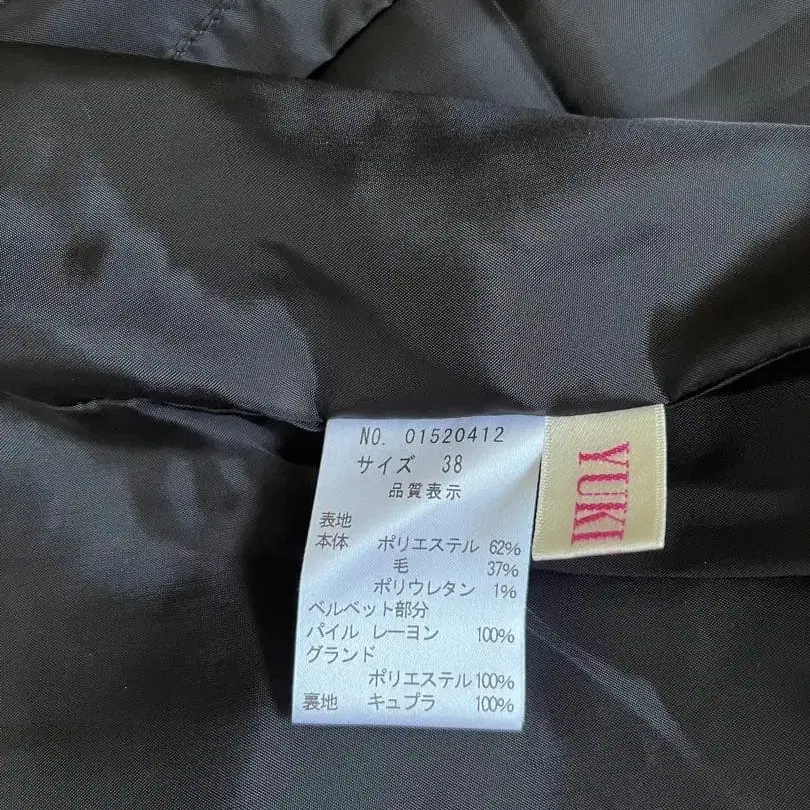 NO. 01520412
サイズ 38
品質表示
表地
本体 ポリエステル 62%
毛 37%
ポリウレタン 1%
ベルベット部分
パイル レーヨン 100%
グランド
ポリエステル 100%
裏地 キュプラ 100%
YUKI